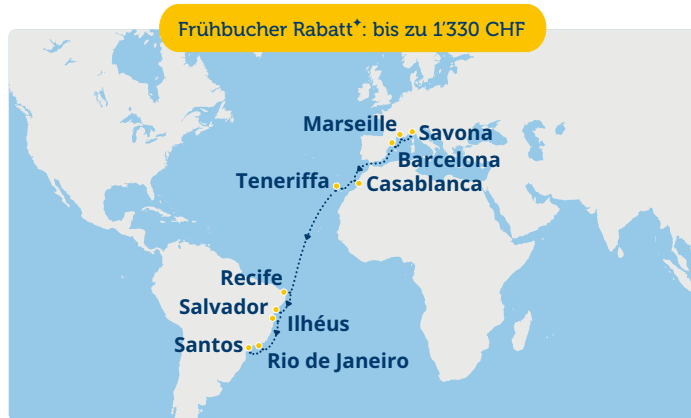 Frühbucher Rabatt✦: bis zu 1'330 CHF
Marseille
Savona
Barcelona
Teneriffa
Casablanca
Recife
Salvador
Ilhéus
Santos
Rio de Janeiro